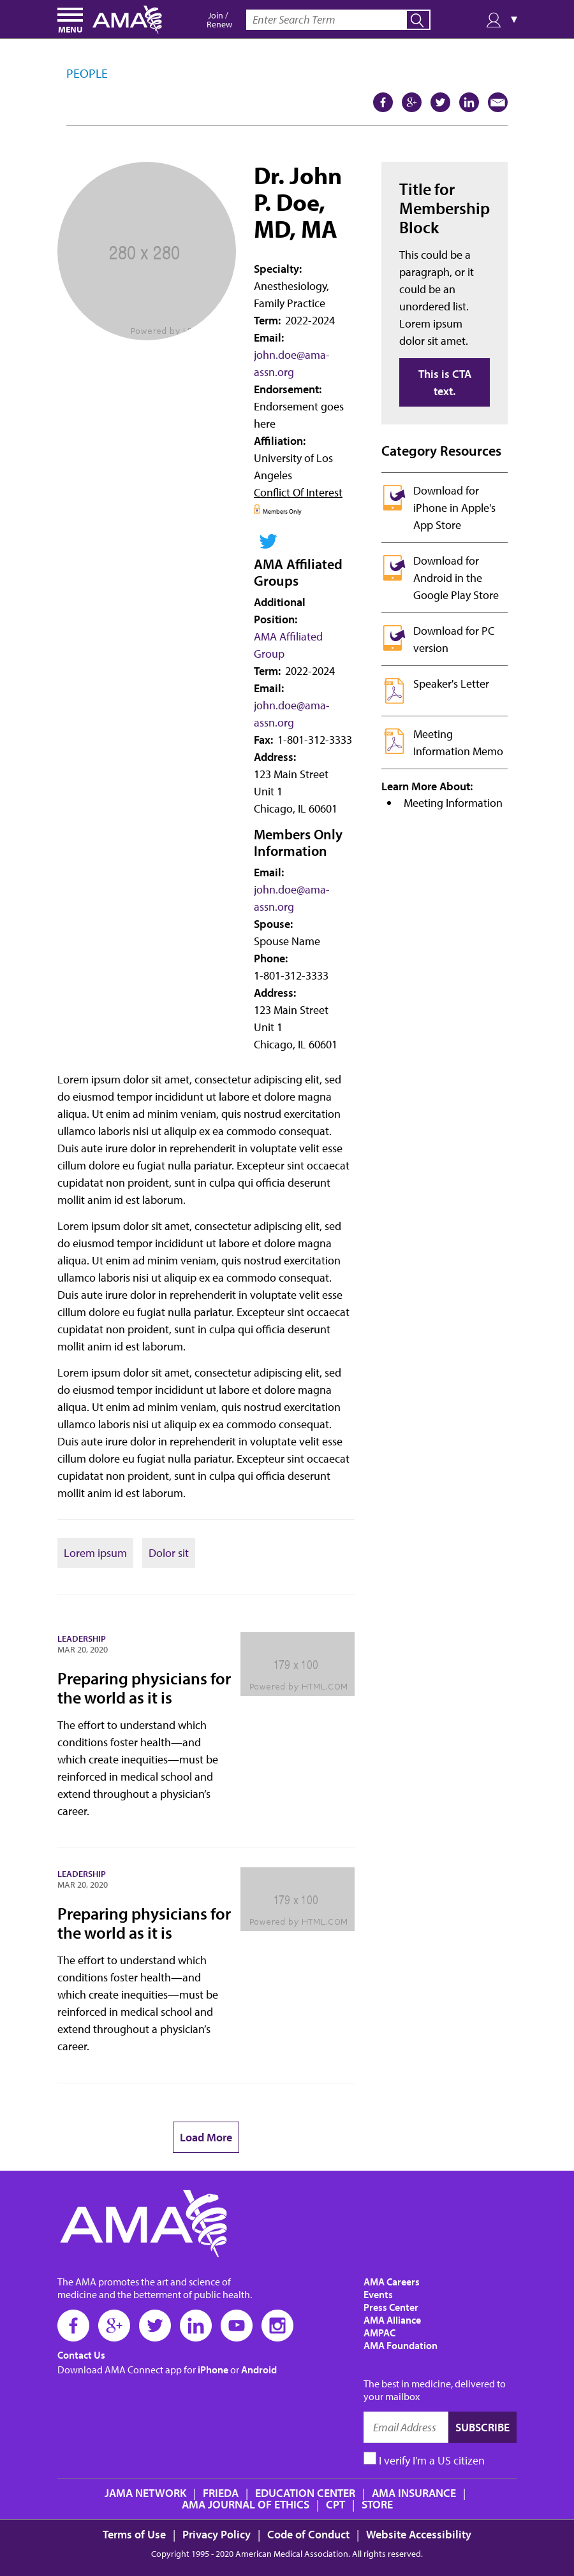 MENU
AMA
Join /
Renew
Enter Search Term
PEOPLE
280 x 280
Dr. John
P. Doe,
MD, MA
Specialty:
Anesthesiology,
Family Practice
Term: 2022-2024
Email:
john.doe@ama-
assn.org
Endorsement:
Endorsement goes
here
Affiliation:
University of Los
Angeles
Conflict Of Interest
Members Only
AMA Affiliated
Groups
Additional
Position:
AMA Affiliated
Group
Term: 2022-2024
Email:
john.doe@ama-
assn.org
Fax: 1-801-312-3333
Address:
123 Main Street
Unit 1
Chicago, IL 60601
Members Only
Information
Email:
john.doe@ama-
assn.org
Spouse:
Spouse Name
Phone:
1-801-312-3333
Address:
123 Main Street
Unit 1
Chicago, IL 60601
Title for
Membership
Block
This could be a
paragraph, or it
could be an
unordered list.
Lorem ipsum
dolor sit amet.
This is CTA
text.
Category Resources
Download for
iPhone in Apple's
App Store
Download for
Android in the
Google Play Store
Download for PC
version
Speaker's Letter
Meeting
Information Memo
Learn More About:
Meeting Information
Lorem ipsum dolor sit amet, consectetur adipiscing elit, sed
do eiusmod tempor incididunt ut labore et dolore magna
aliqua. Ut enim ad minim veniam, quis nostrud exercitation
ullamco laboris nisi ut aliquip ex ea commodo consequat.
Duis aute irure dolor in reprehenderit in voluptate velit esse
cillum dolore eu fugiat nulla pariatur. Excepteur sint occaecat
cupidatat non proident, sunt in culpa qui officia deserunt
mollit anim id est laborum.
Lorem ipsum dolor sit amet, consectetur adipiscing elit, sed
do eiusmod tempor incididunt ut labore et dolore magna
aliqua. Ut enim ad minim veniam, quis nostrud exercitation
ullamco laboris nisi ut aliquip ex ea commodo consequat.
Duis aute irure dolor in reprehenderit in voluptate velit esse
cillum dolore eu fugiat nulla pariatur. Excepteur sint occaecat
cupidatat non proident, sunt in culpa qui officia deserunt
mollit anim id est laborum.
Lorem ipsum dolor sit amet, consectetur adipiscing elit, sed
do eiusmod tempor incididunt ut labore et dolore magna
aliqua. Ut enim ad minim veniam, quis nostrud exercitation
ullamco laboris nisi ut aliquip ex ea commodo consequat.
Duis aute irure dolor in reprehenderit in voluptate velit esse
cillum dolore eu fugiat nulla pariatur. Excepteur sint occaecat
cupidatat non proident, sunt in culpa qui officia deserunt
mollit anim id est laborum.
Lorem ipsum Dolor sit
LEADERSHIP
MAR 20, 2020
Preparing physicians for
the world as it is
The effort to understand which
conditions foster health—and
which create inequities—must be
reinforced in medical school and
extend throughout a physician's
career.
179 x 100
Powered by HTML.COM
LEADERSHIP
MAR 20, 2020
Preparing physicians for
the world as it is
The effort to understand which
conditions foster health—and
which create inequities—must be
reinforced in medical school and
extend throughout a physician's
career.
179 x 100
Powered by HTML.COM
Load More
AMA
The AMA promotes the art and science of
medicine and the betterment of public health.
Contact Us
Download AMA Connect app for iPhone or Android
AMA Careers
Events
Press Center
AMA Alliance
AMPAC
AMA Foundation
The best in medicine, delivered to
your mailbox
Email Address SUBSCRIBE
I verify I'm a US citizen
JAMA NETWORK | FRIEDA | EDUCATION CENTER | AMA INSURANCE |
AMA JOURNAL OF ETHICS | CPT | STORE
Terms of Use | Privacy Policy | Code of Conduct | Website Accessibility
Copyright 1995 - 2020 American Medical Association. All rights reserved.